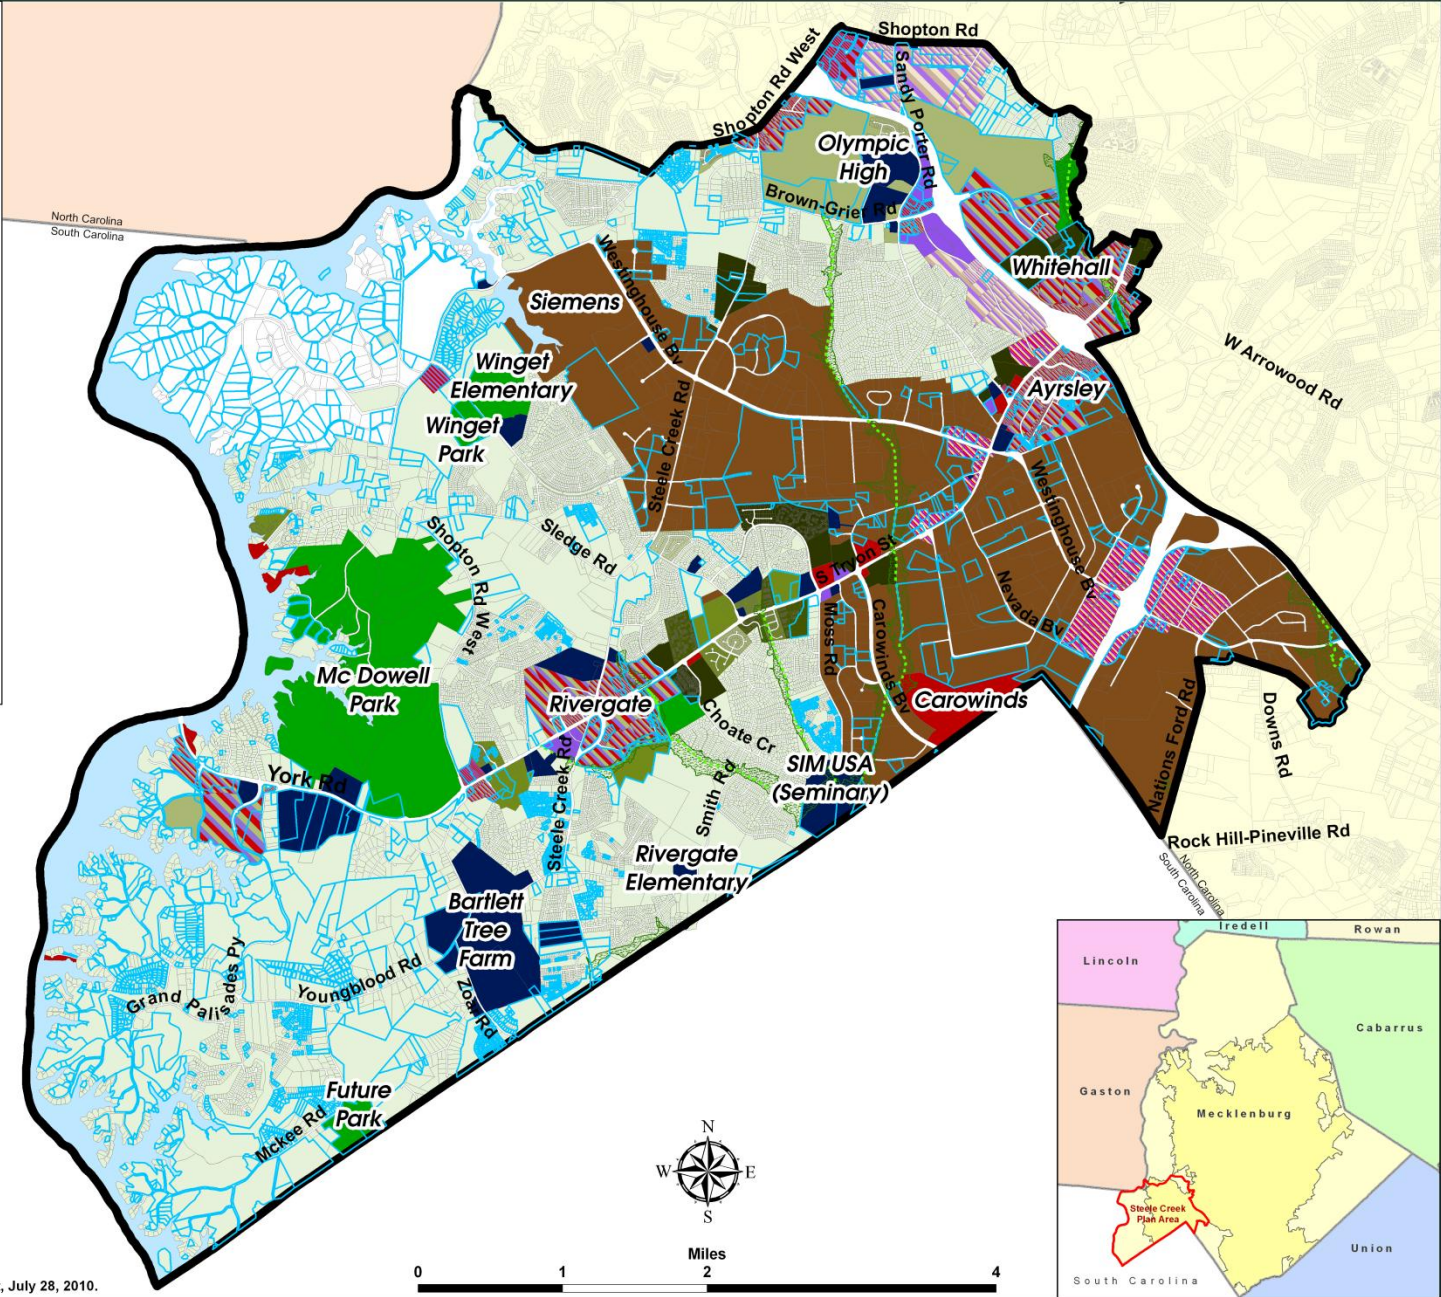 Shopton Rd
Shopton Rd West
Sandy Porter Rd
Olympic
High
Brown-Grier Rd
North Carolina
South Carolina
Whitehall
Siemens
Westinghouse Bv
W Arrowood Rd
Winget
Elementary
Ayrsley
Winget
Park
Steele Creek Rd
Westinghouse Bv
Shopton Rd West
Sledge Rd
S Tryon St
Nevada Bv
Moss Rd
Carowinds Bv
Mc Dowell
Park
Rivergate
Carowinds
Choate Cr
Nations Ford Rd
Downs Rd
York Rd
Steele Creek Rd
Smith Rd
SIM USA
(Seminary)
Rock Hill-Pineville Rd
North Carolina
South Carolina
Rivergate
Elementary
Bartlett
Tree
Farm
Grand Palisades Py
Youngblood Rd
Zoar Rd
Future
Park
Mckee Rd
Iredell
Rowan
Lincoln
Cabarrus
Gaston
Mecklenburg
Steele Creek
Plan Area
Union
South Carolina
N
W E
S
Miles
0 1 2 4
, July 28, 2010.